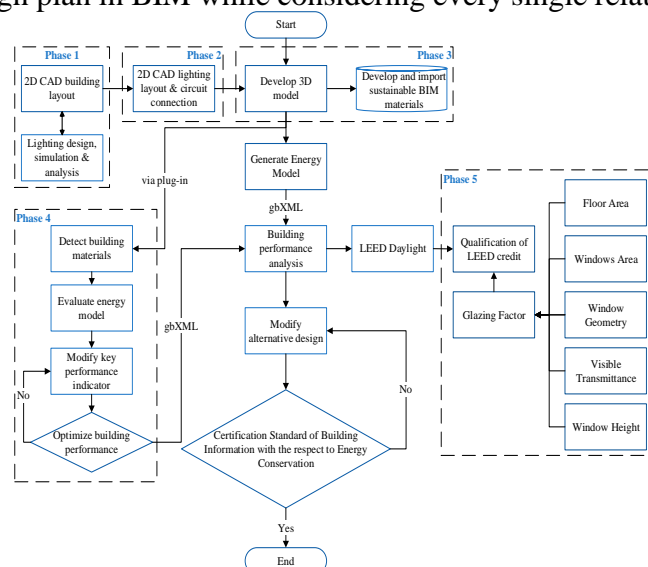 gn plan in BIM while considering every single relat
Start
Phase 1
2D CAD building
layout
Lighting design,
simulation &
analysis
Phase 2
2D CAD lighting
layout & circuit
connection
Phase 3
Develop 3D
model
Develop and import
sustainable BIM
materials
via plug-in
Generate Energy
Model
gbXML
Phase 4
Detect building
materials
Evaluate energy
model
Modify key
performance
indicator
No
Optimize building
performance
gbXML
Building
performance
analysis
LEED Daylight
Modify
alternative design
No
Certification Standard of Building
Information with the respect to Energy
Conservation
Yes
End
Phase 5
Qualification of
LEED credit
Glazing Factor
Floor Area
Windows Area
Window
Geometry
Visible
Transmittance
Window Height